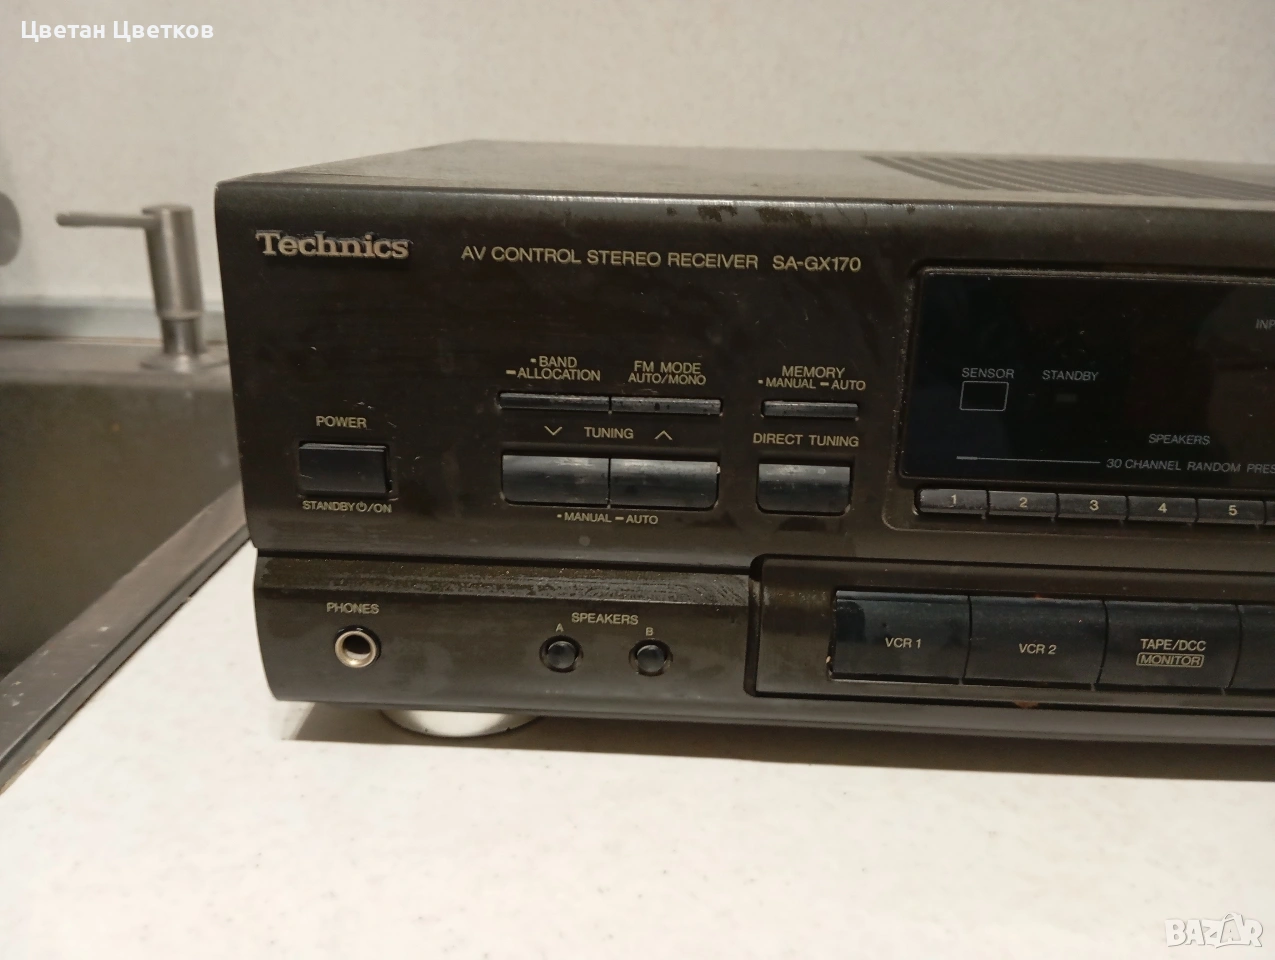 Цветан Цветков
Technics
AV CONTROL STEREO RECEIVER SA-GX170
BAND
ALLOCATION
FM MODE
AUTO/MONO
MEMORY
MANUAL AUTO
SENSOR
STANDBY
POWER
TUNING
DIRECT TUNING
SPEAKERS
30 CHANNEL RANDOM
1 2 3 4 5
STANDBY⏻/ON
MANUAL AUTO
PHONES
SPEAKERS
A B
VCR 1
VCR 2
TAPE/DCC
MONITOR
BAZAR